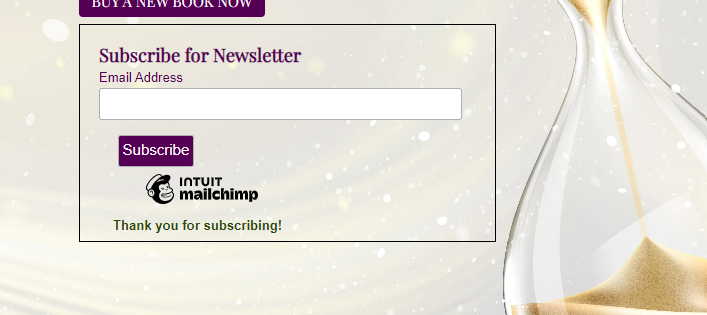 BUY A NEW BOOK NOW
Subscribe for Newsletter
Email Address
Subscribe
INTUIT
mailchimp
Thank you for subscribing!